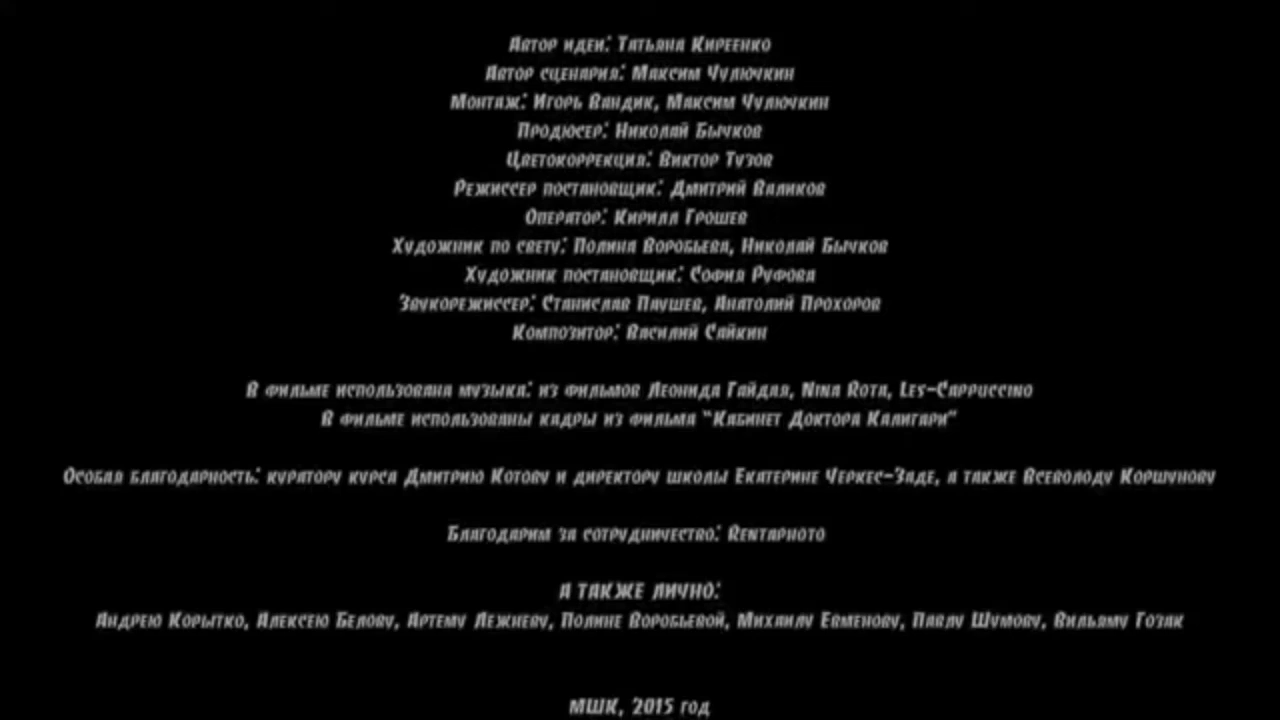 Автор идеи: Татьяна Киреенко
Автор сценария: Максим Чулючкин
Монтаж: Игорь Вандик, Максим Чулючкин
Продюсер: Николай Бычков
Цветокоррекция: Виктор Тузов
Режиссер постановщик: Дмитрий Валиков
Оператор: Кирилл Грошев
Художник по свету: Полина Воробьева, Николай Бычков
Художник постановщик: София Руфова
Звукорежиссер: Станислав Паушев, Анатолий Прохоров
Композитор: Василий Сайкин
В фильме использована музыка: из фильмов Леонида Гайдая, Nina Rota, Les-Cappuccino
В фильме использованы кадры из фильма "Кабинет Доктора Калигари"
Особая благодарность: куратору курса Дмитрию Котову и директору школы Екатерине Черкес-Заде, а также Всеволоду Коршунову
Благодарим за сотрудничество: Rentaphoto
А ТАКЖЕ ЛИЧНО:
Андрею Корытко, Алексею Белову, Артему Лежневу, Полине Воробьевой, Михаилу Евменову, Павлу Шумову, Вильяму Гозак
МШК, 2015 год